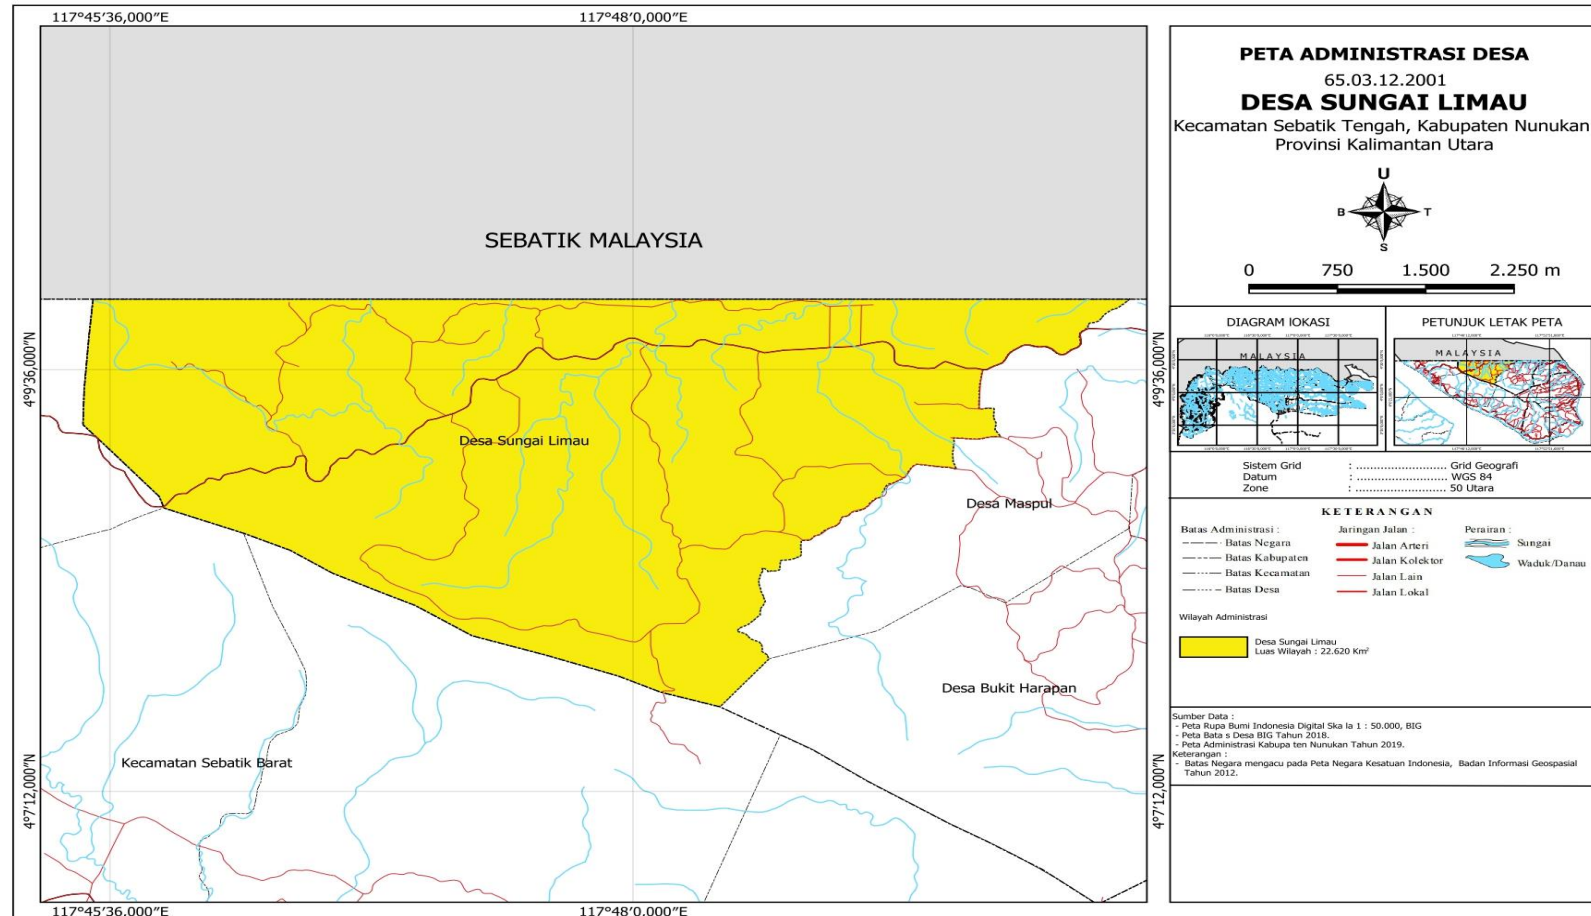 117°45'36,000"E
117°48'0,000"E
SEBATIK MALAYSIA
4°9'36,000"N
4°9'36,000"N
Desa Sungai Limau
Desa Maspul
Desa Bukit Harapan
Kecamatan Sebatik Barat
4°7'12,000"N
4°7'12,000"N
117°45'36,000"E
117°48'0,000"E
PETA ADMINISTRASI DESA
65.03.12.2001
DESA SUNGAI LIMAU
Kecamatan Sebatik Tengah, Kabupaten Nunukan
Provinsi Kalimantan Utara
U
B
T
S
0 750 1.500 2.250 m
DIAGRAM lOKASI
MALAYSIA
PETUNJUK LETAK PETA
MALAYSIA
Sistem Grid : ........................ Grid Geografi
Datum : ........................ WGS 84
Zone : ........................ 50 Utara
KETERANGAN
Batas Administrasi :
Batas Negara
Batas Kabupaten
Batas Kecamatan
Batas Desa
Jaringan Jalan :
Jalan Arteri
Jalan Kolektor
Jalan Lain
Jalan Lokal
Perairan :
Sungai
Waduk/Danau
Wilayah Administrasi
Desa Sungai Limau
Luas Wilayah : 22.620 Km²
Sumber Data :
- Peta Rupa Bumi Indonesia Digital Ska la 1 : 50.000, BIG
- Peta Bata s Desa BIG Tahun 2018.
- Peta Administrasi Kabupa ten Nunukan Tahun 2019.
Keterangan :
- Batas Negara mengacu pada Peta Negara Kesatuan Indonesia, Badan Informasi Geospasial
Tahun 2012.